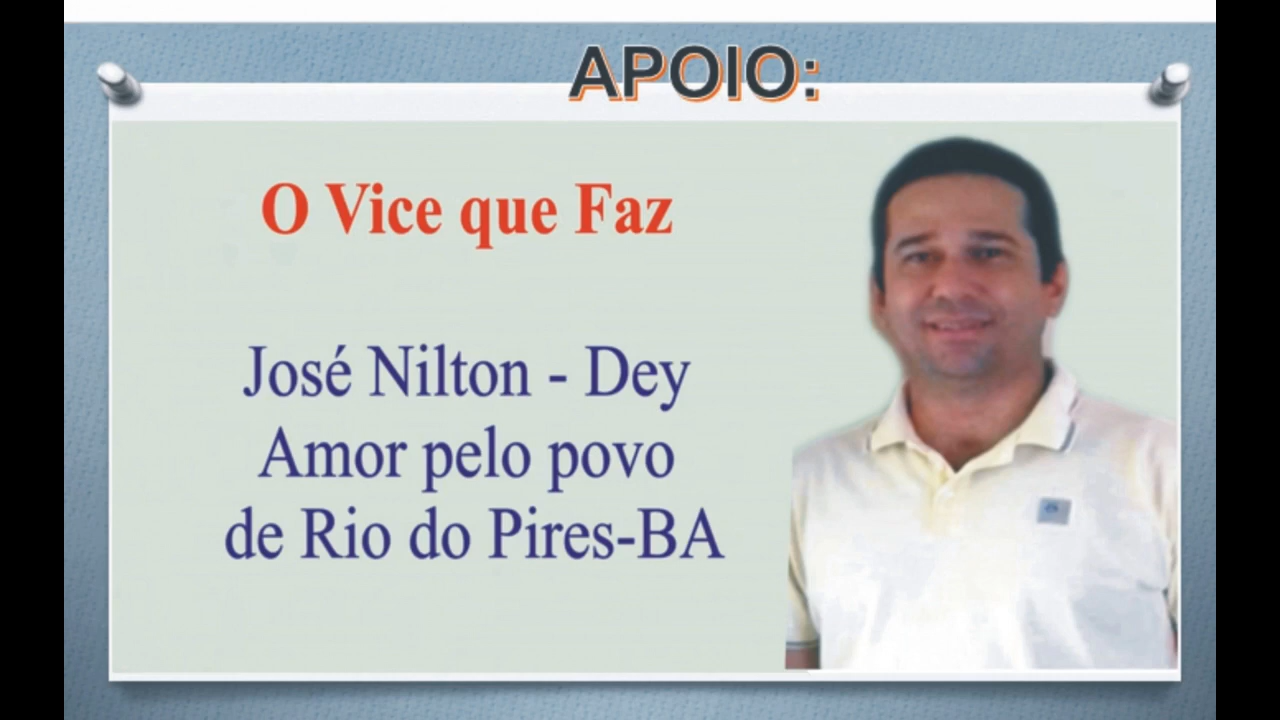 APOIO:
O Vice que Faz
José Nilton - Dey
Amor pelo povo
de Rio do Pires-BA